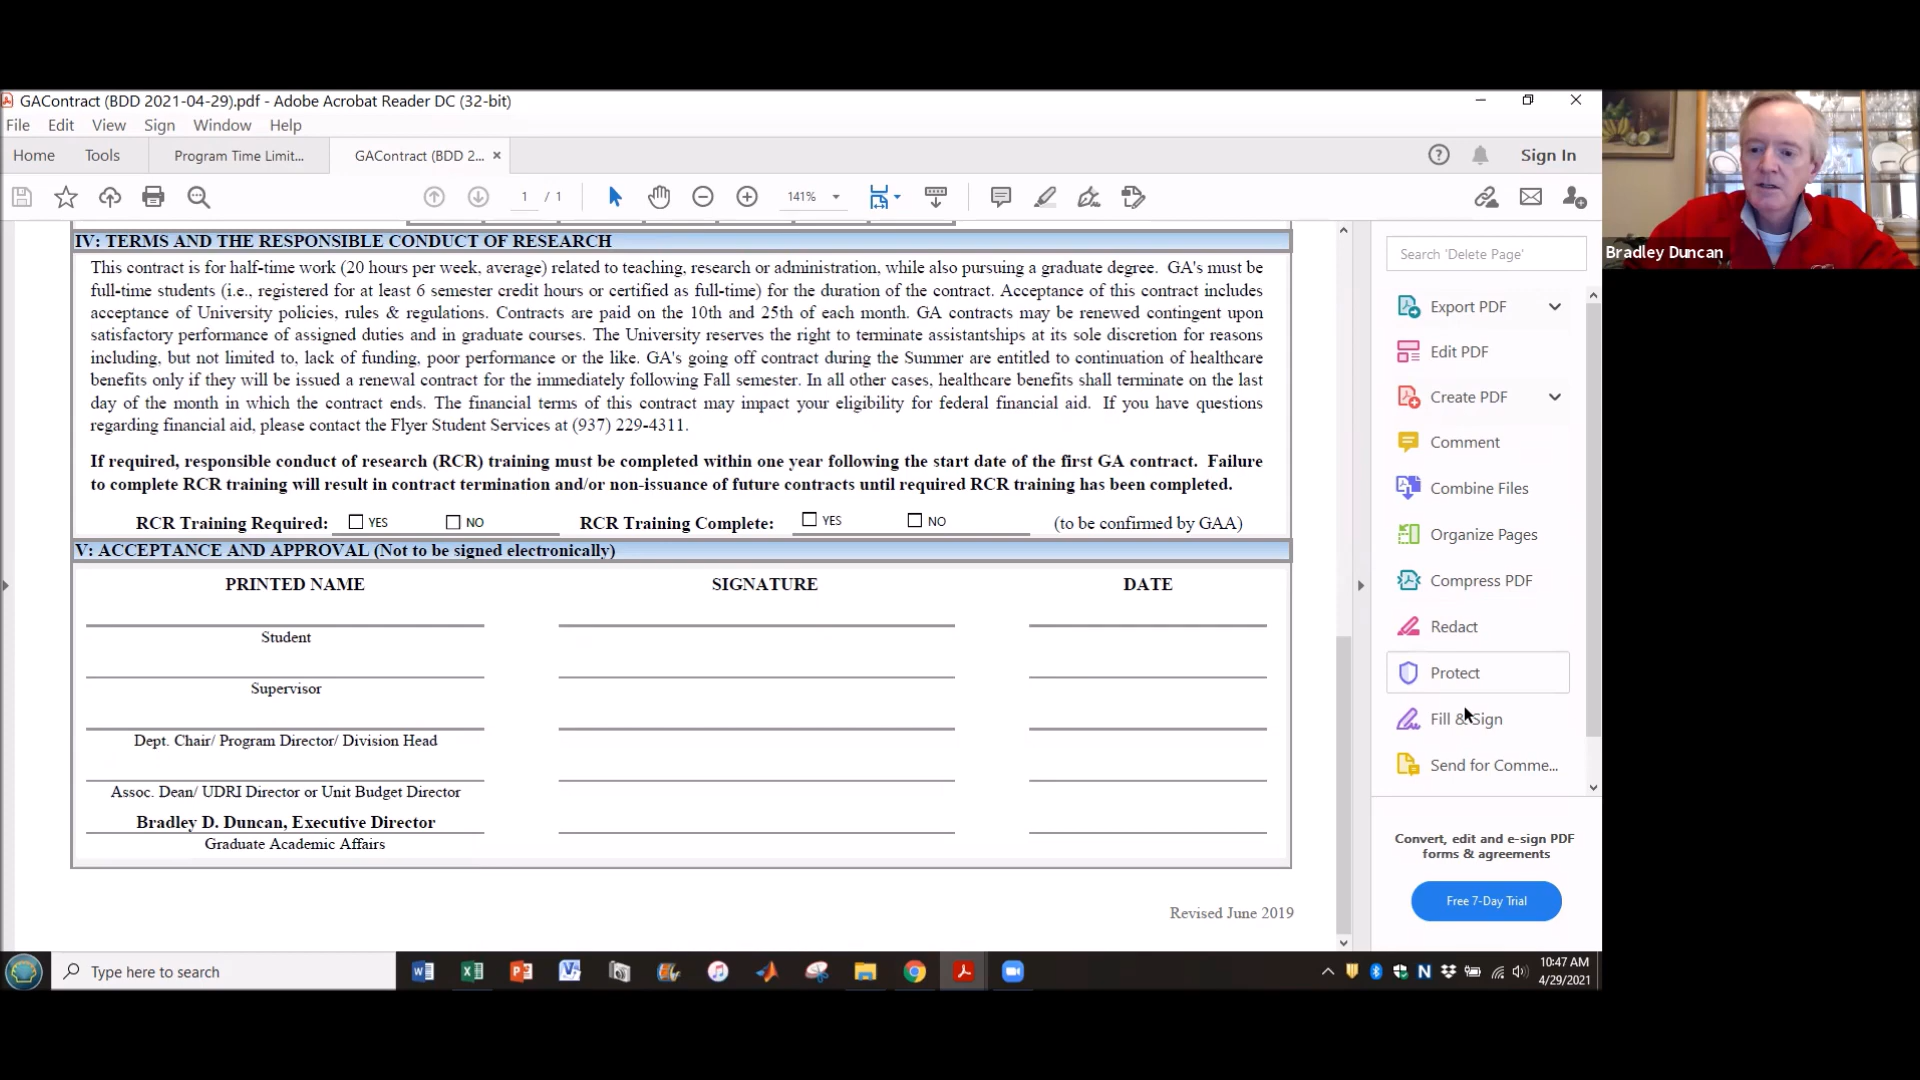 GAContract (BDD 2021-04-29).pdf - Adobe Acrobat Reader DC (32-bit)
File Edit View Sign Window Help
Home Tools Program Time Limit... GAContract (BDD 2... × Sign In
1 / 1 141%
IV: TERMS AND THE RESPONSIBLE CONDUCT OF RESEARCH
This contract is for half-time work (20 hours per week, average) related to teaching, research or administration, while also pursuing a graduate degree. GA's must be
full-time students (i.e., registered for at least 6 semester credit hours or certified as full-time) for the duration of the contract. Acceptance of this contract includes
acceptance of University policies, rules & regulations. Contracts are paid on the 10th and 25th of each month. GA contracts may be renewed contingent upon
satisfactory performance of assigned duties and in graduate courses. The University reserves the right to terminate assistantships at its sole discretion for reasons
including, but not limited to, lack of funding, poor performance or the like. GA's going off contract during the Summer are entitled to continuation of healthcare
benefits only if they will be issued a renewal contract for the immediately following Fall semester. In all other cases, healthcare benefits shall terminate on the last
day of the month in which the contract ends. The financial terms of this contract may impact your eligibility for federal financial aid. If you have questions
regarding financial aid, please contact the Flyer Student Services at (937) 229-4311.
If required, responsible conduct of research (RCR) training must be completed within one year following the start date of the first GA contract. Failure
to complete RCR training will result in contract termination and/or non-issuance of future contracts until required RCR training has been completed.
RCR Training Required: YES NO RCR Training Complete: YES NO (to be confirmed by GAA)
V: ACCEPTANCE AND APPROVAL (Not to be signed electronically)
PRINTED NAME SIGNATURE DATE
Student
Supervisor
Dept. Chair/ Program Director/ Division Head
Assoc. Dean/ UDRI Director or Unit Budget Director
Bradley D. Duncan, Executive Director
Graduate Academic Affairs
Revised June 2019
Search 'Delete Page'
Export PDF
Edit PDF
Create PDF
Comment
Combine Files
Organize Pages
Compress PDF
Redact
Protect
Fill & Sign
Send for Comme...
Convert, edit and e-sign PDF
forms & agreements
Free 7-Day Trial
Bradley Duncan
Type here to search
10:47 AM
4/29/2021